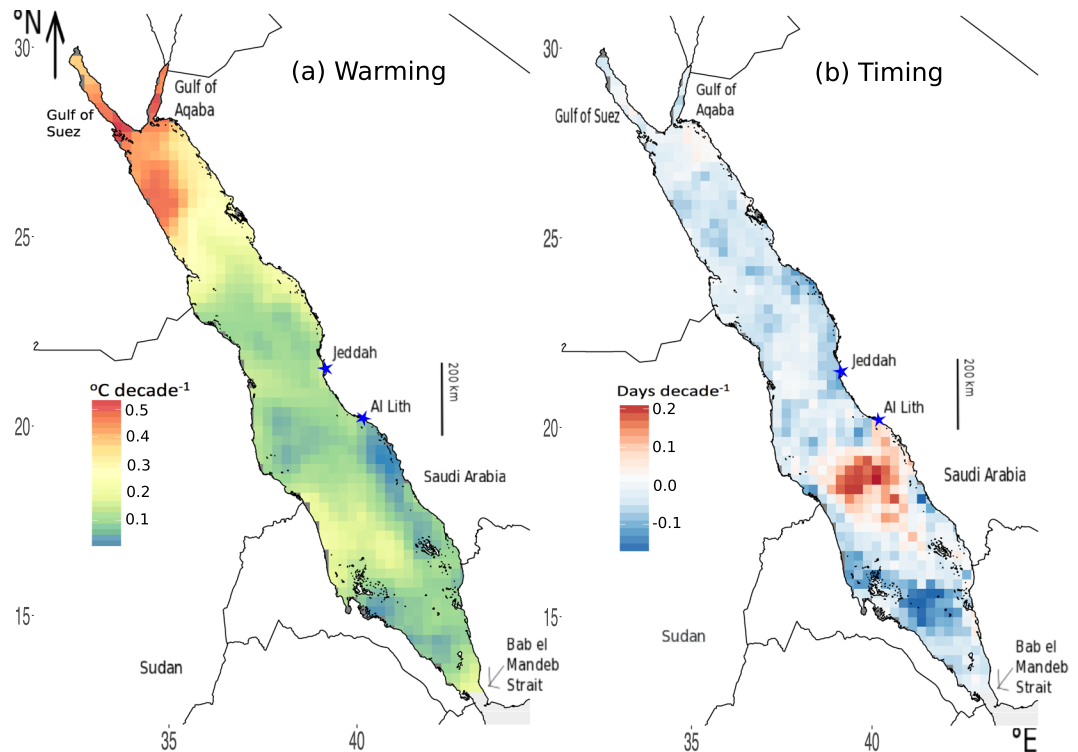 ºN
(a) Warming
30
Gulf of
Aqaba
Gulf of
Suez
25
Jeddah
200 km
ºC decade⁻¹
0.5
0.4
0.3
0.2
0.1
Al Lith
20
Saudi Arabia
15
Sudan
Bab el
Mandeb
Strait
35
40
(b) Timing
30
Gulf of
Aqaba
Gulf of Suez
25
Jeddah
200 km
Days decade⁻¹
0.2
0.1
0.0
-0.1
Al Lith
20
Saudi Arabia
15
Sudan
Bab el
Mandeb
Strait
35
40
ºE